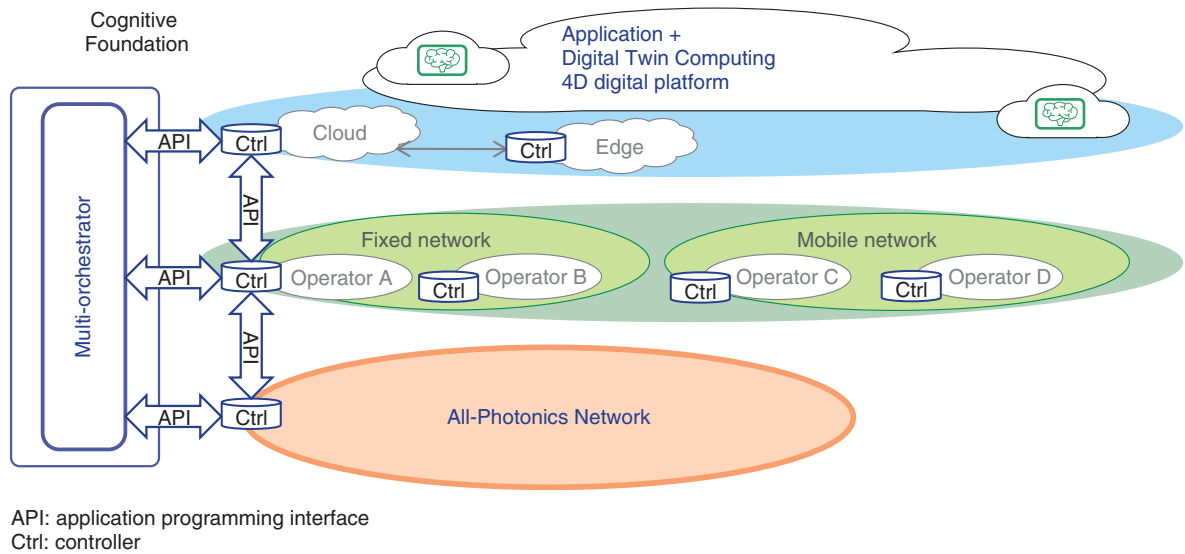 Cognitive
Foundation
Application +
Digital Twin Computing
4D digital platform
Multi-orchestrator
API
Ctrl
Cloud
Ctrl
Edge
API
Fixed network
Mobile network
API
Ctrl
Operator A
Ctrl
Operator B
Ctrl
Operator C
Ctrl
Operator D
API
API
Ctrl
All-Photonics Network
API: application programming interface
Ctrl: controller